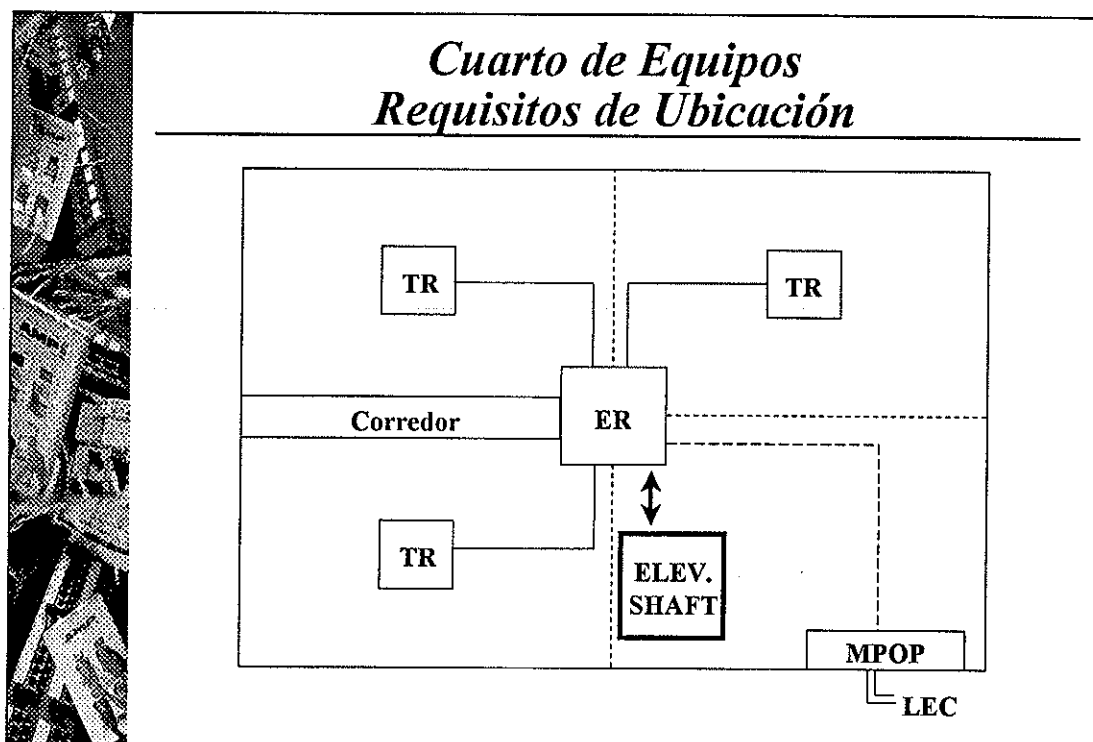 Cuarto de Equipos
Requisitos de Ubicación
TR
TR
Corredor
ER
TR
ELEV.
SHAFT
MPOP
LEC